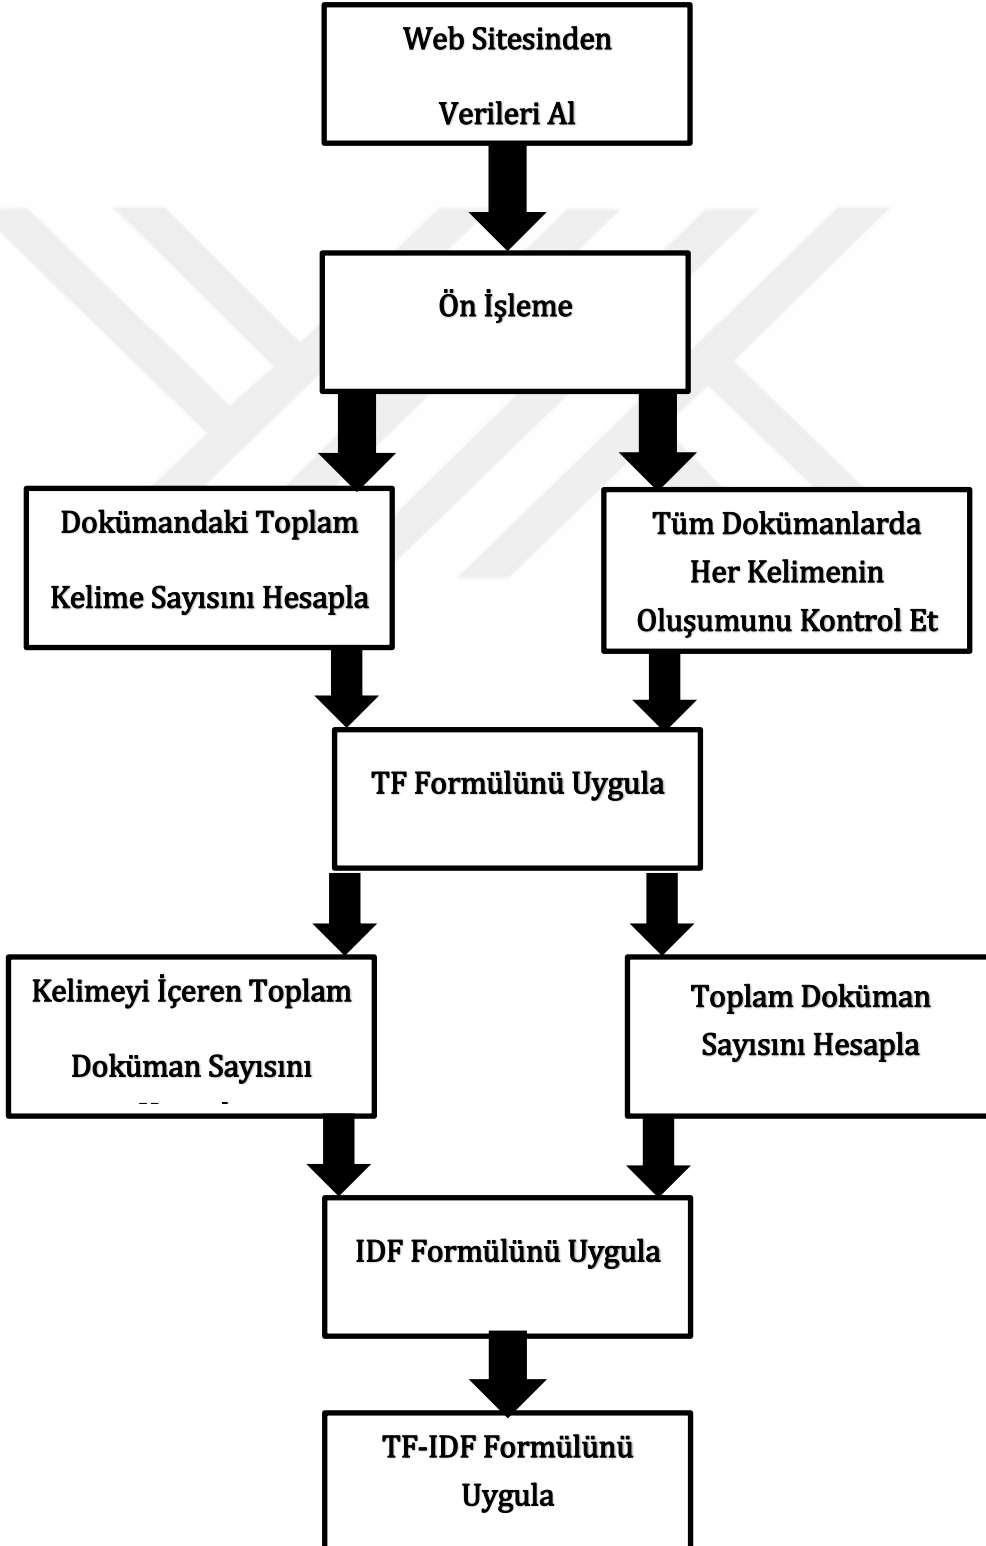 Web Sitesinden
Verileri Al
Ön İşleme
Dokümandaki Toplam
Kelime Sayısını Hesapla
Tüm Dokümanlarda
Her Kelimenin
Oluşumunu Kontrol Et
TF Formülünü Uygula
Kelimeyi İçeren Toplam
Doküman Sayısını
Toplam Doküman
Sayısını Hesapla
IDF Formülünü Uygula
TF-IDF Formülünü
Uygula